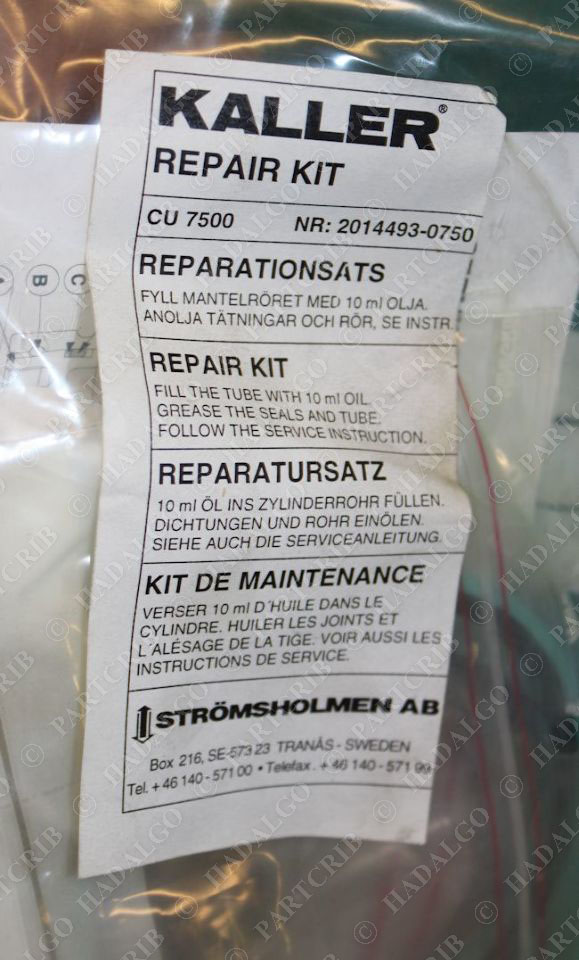 KALLER®
REPAIR KIT
CU 7500 NR: 2014493-0750
REPARATIONSATS
FYLL MANTELRÖRET MED 10 ml OLJA.
ANOLJA TÄTNINGAR OCH RÖR, SE INSTR.
REPAIR KIT
FILL THE TUBE WITH 10 ml OIL.
GREASE THE SEALS AND TUBE.
FOLLOW THE SERVICE INSTRUCTION.
REPARATURSATZ
10 ml ÖL INS ZYLINDERROHR FÜLLEN.
DICHTUNGEN UND ROHR EINÖLEN.
SIEHE AUCH DIE SERVICEANLEITUNG.
KIT DE MAINTENANCE
VERSER 10 ml D´HUILE DANS LE
CYLINDRE. HUILER LES JOINTS ET
L´ALÉSAGE DE LA TIGE. VOIR AUSSI LES
INSTRUCTIONS DE SERVICE.
STRÖMSHOLMEN AB
Box 216, SE-573 23 TRANÅS - SWEDEN
Tel. + 46 140 - 571 00 • Telefax. + 46 140 - 571 99
A B C
© HADALGO
© PARTCRIB